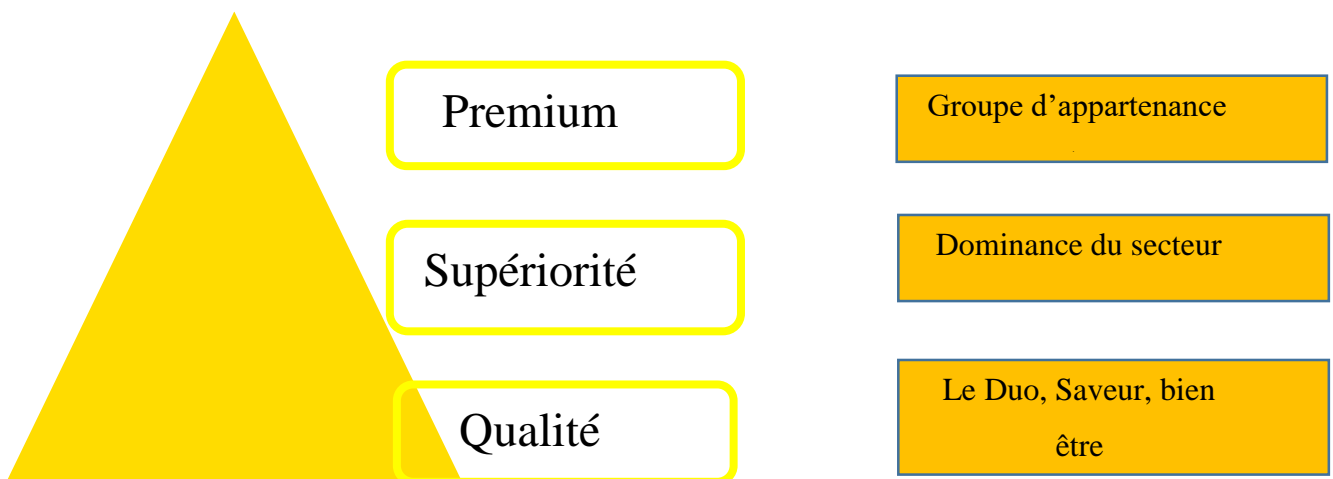 Premium
Groupe d’appartenance
Supériorité
Dominance du secteur
Qualité
Le Duo, Saveur, bien
être